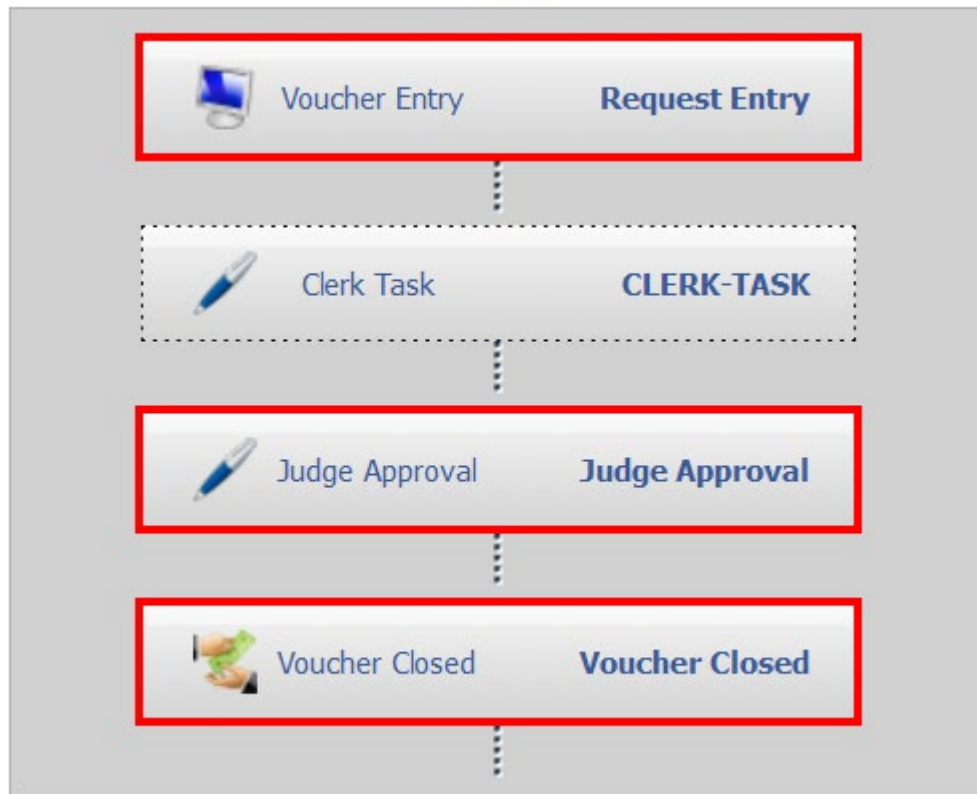 Voucher Entry Request Entry
Clerk Task CLERK-TASK
Judge Approval Judge Approval
Voucher Closed Voucher Closed